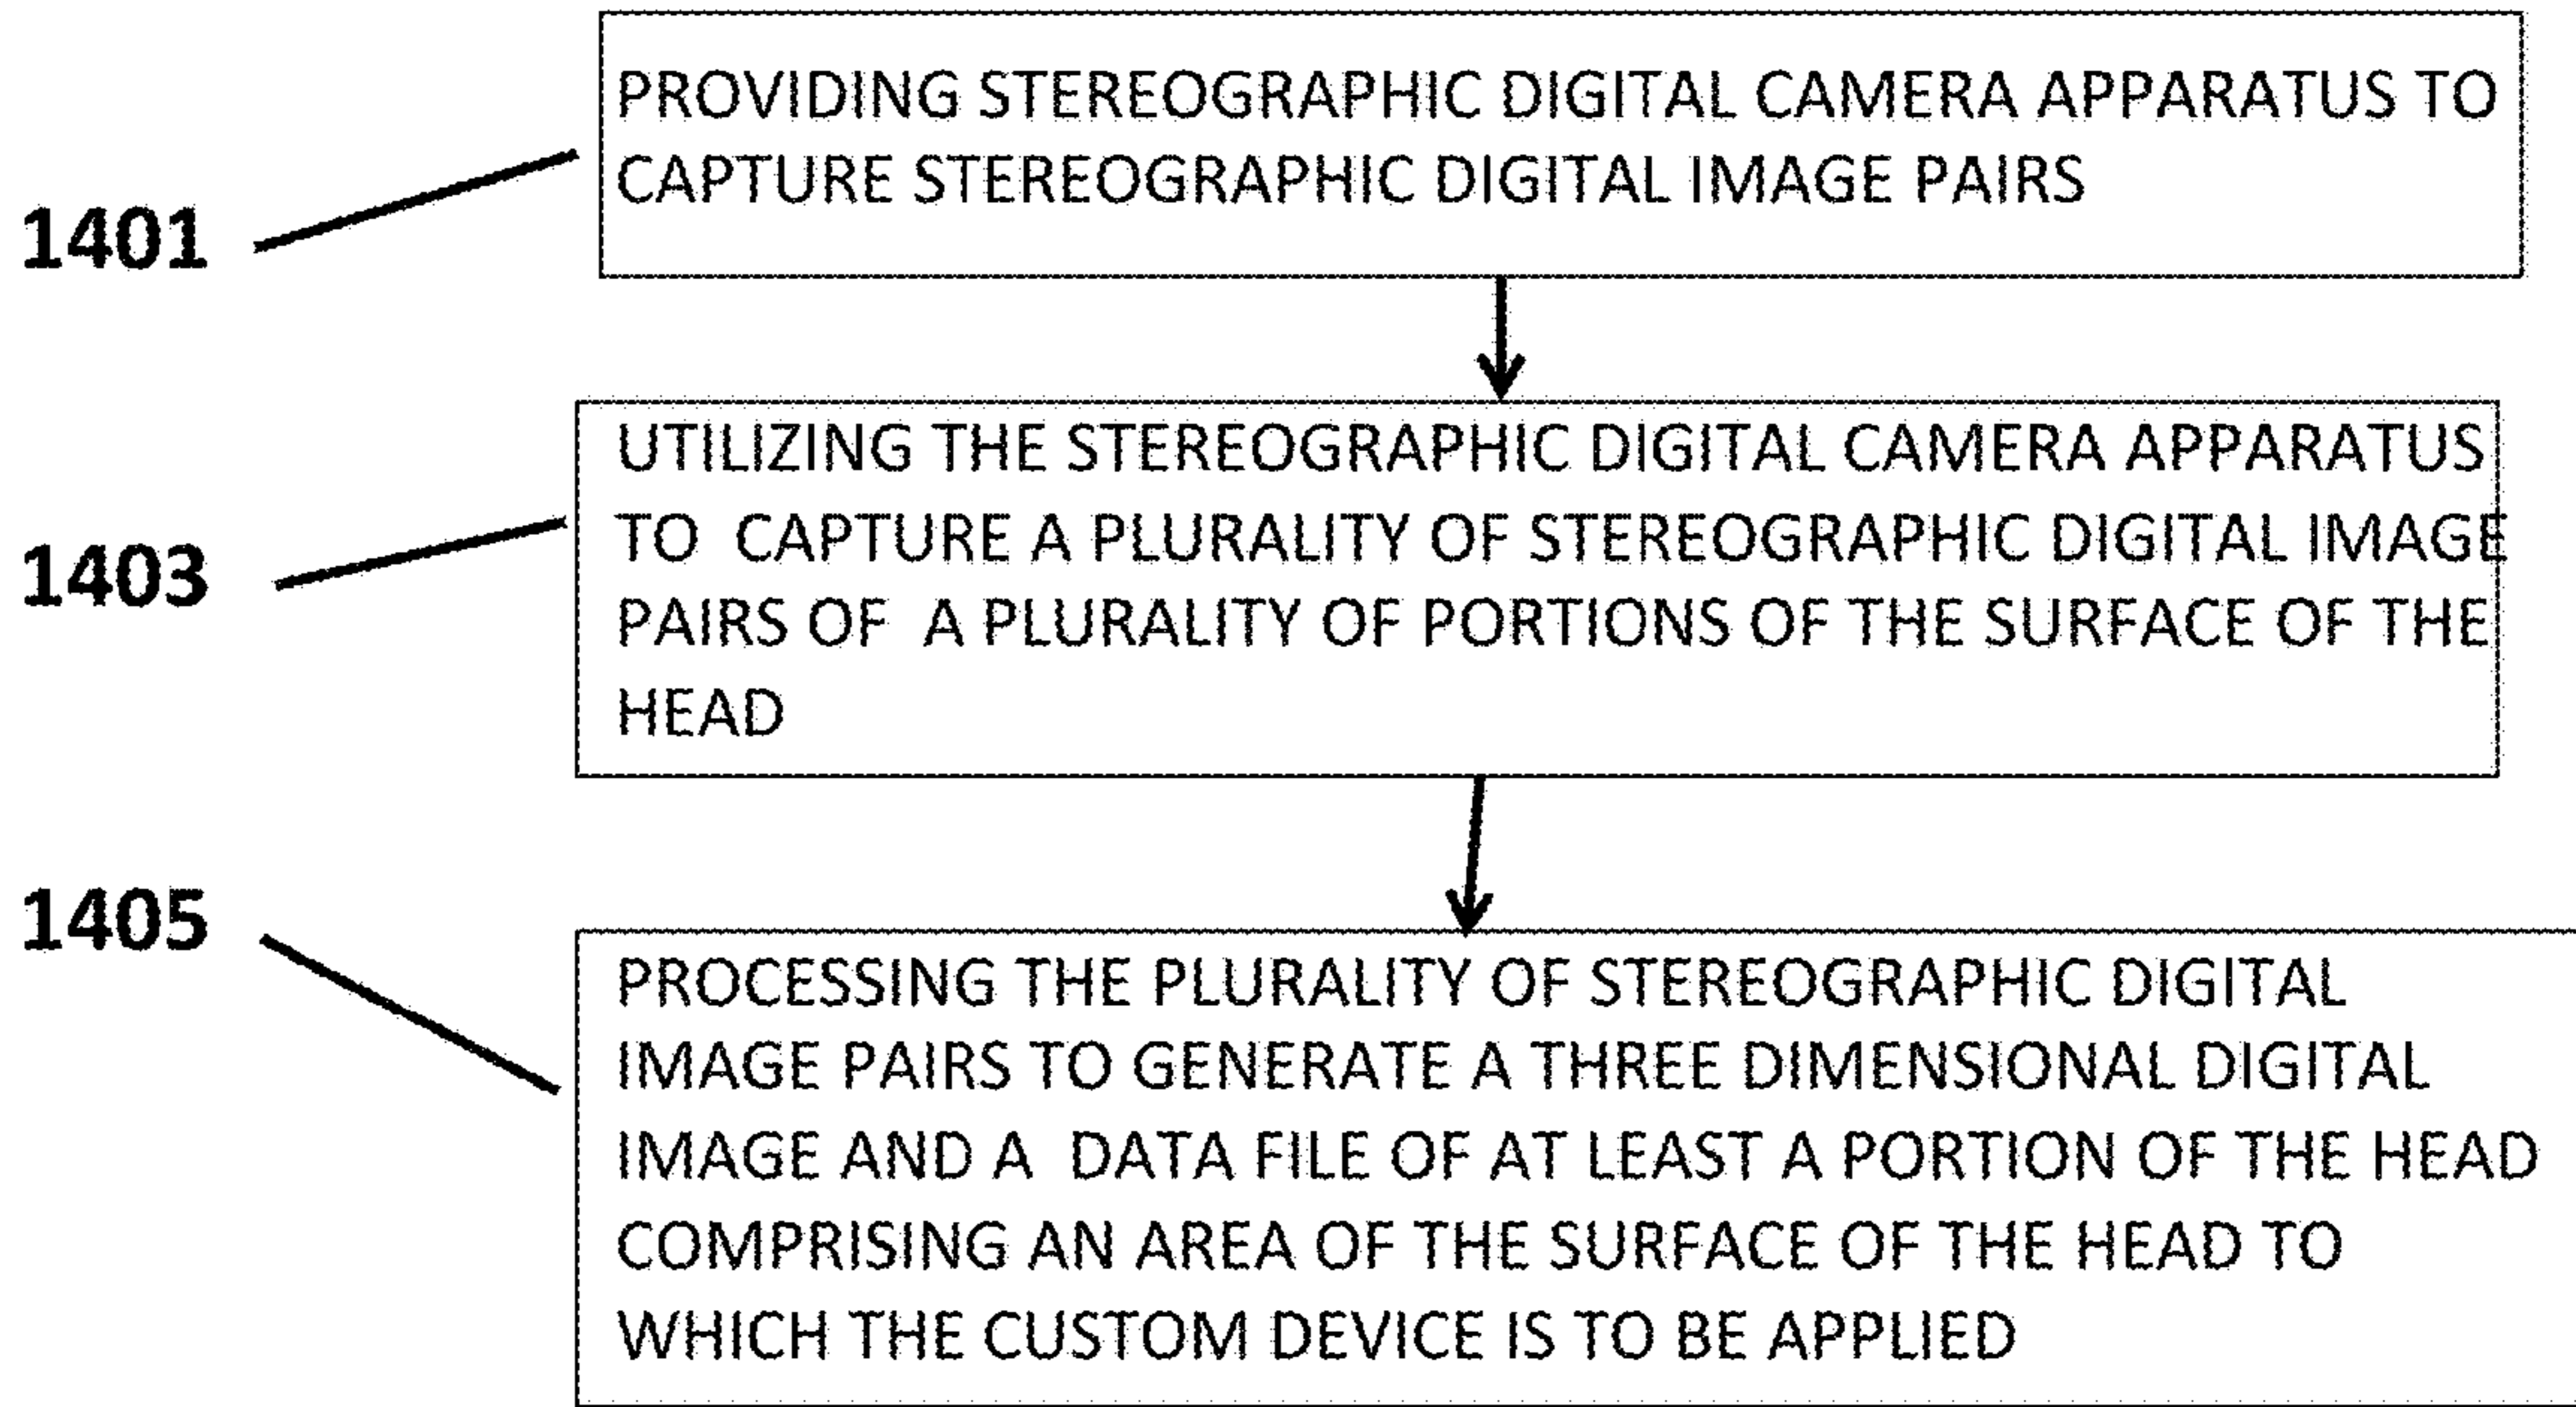 PROVIDING STEREOGRAPHIC DIGITAL CAMERA APPARATUS TO
CAPTURE STEREOGRAPHIC DIGITAL IMAGE PAIRS
1401
UTILIZING THE STEREOGRAPHIC DIGITAL CAMERA APPARATUS
TO CAPTURE A PLURALITY OF STEREOGRAPHIC DIGITAL IMAGE
PAIRS OF A PLURALITY OF PORTIONS OF THE SURFACE OF THE
HEAD
1403
1405
PROCESSING THE PLURALITY OF STEREOGRAPHIC DIGITAL
IMAGE PAIRS TO GENERATE A THREE DIMENSIONAL DIGITAL
IMAGE AND A DATA FILE OF AT LEAST A PORTION OF THE HEAD
COMPRISING AN AREA OF THE SURFACE OF THE HEAD TO
WHICH THE CUSTOM DEVICE IS TO BE APPLIED